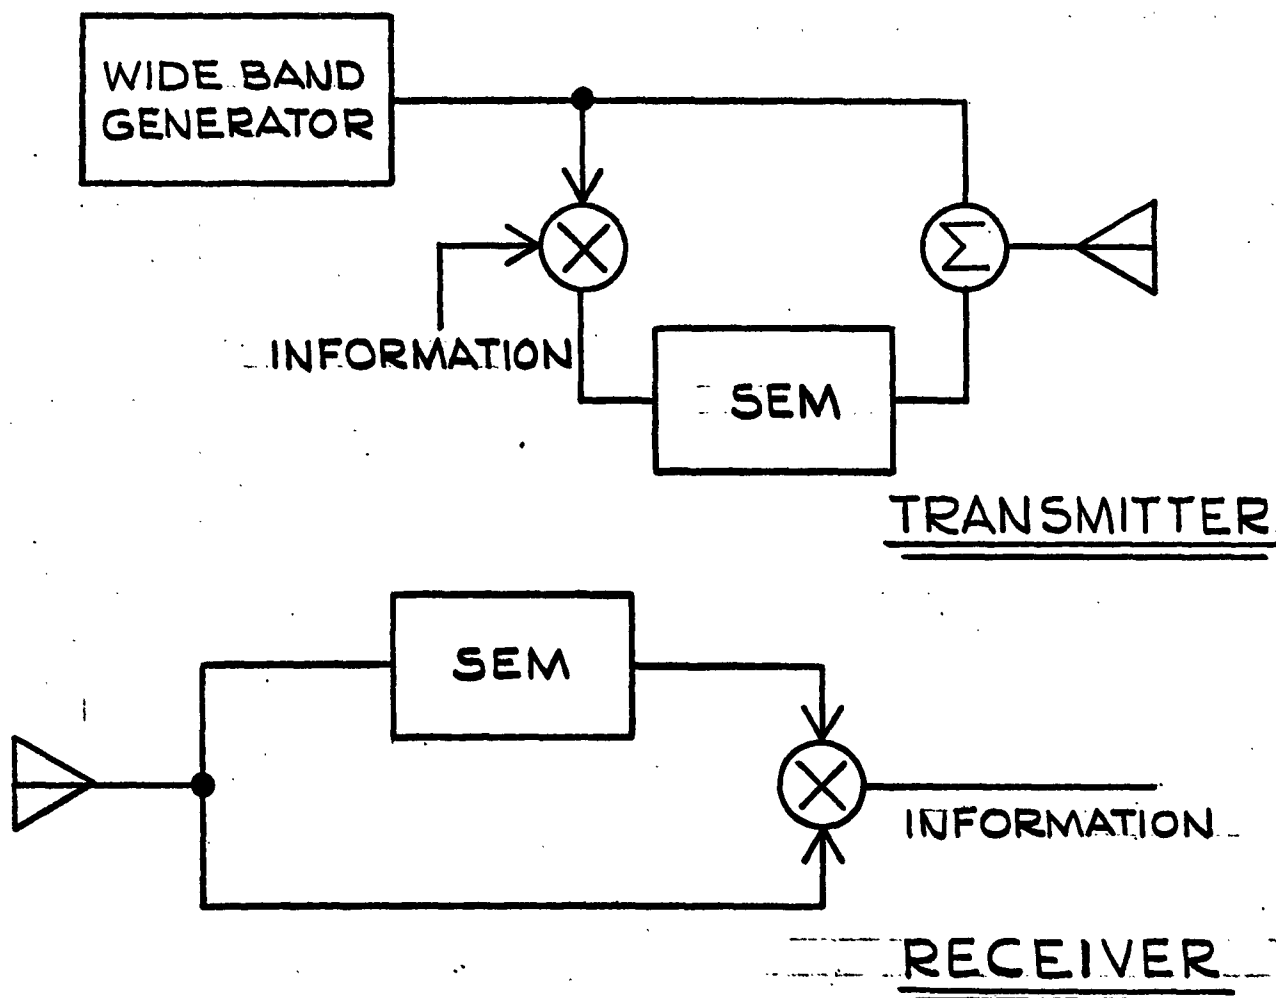 WIDE BAND
GENERATOR
Σ
INFORMATION
SEM
TRANSMITTER
SEM
INFORMATION
RECEIVER